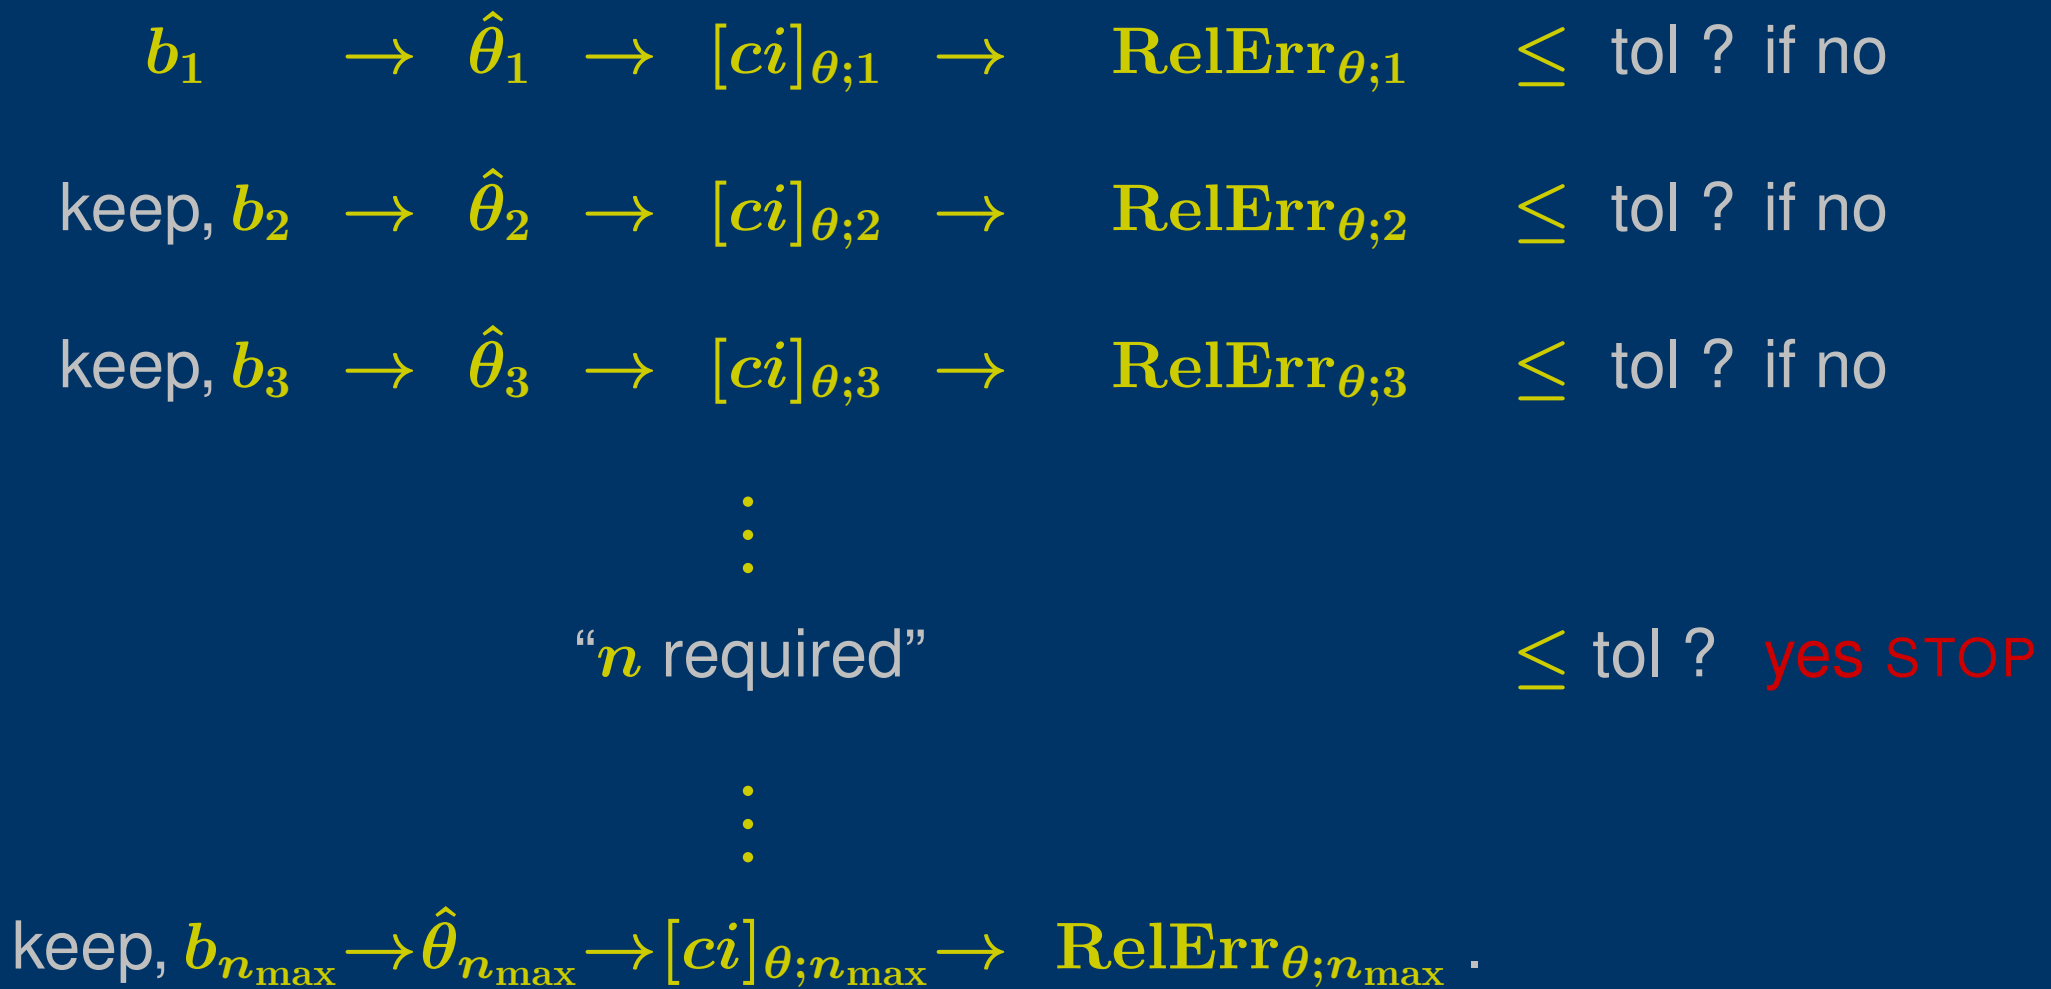 b₁ → θ̂₁ → [ci]θ;1 → RelErrθ;1 ≤ tol ? if no
keep, b₂ → θ̂₂ → [ci]θ;2 → RelErrθ;2 ≤ tol ? if no
keep, b₃ → θ̂₃ → [ci]θ;3 → RelErrθ;3 ≤ tol ? if no
⋮
“n required” ≤ tol ? yes STOP
⋮
keep, bₙmax → θ̂ₙmax → [ci]θ;nmax → RelErrθ;nmax .